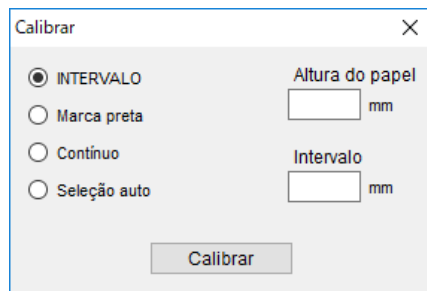 Calibrar
INTERVALO
Marca preta
Contínuo
Seleção auto
Altura do papel
mm
Intervalo
mm
Calibrar